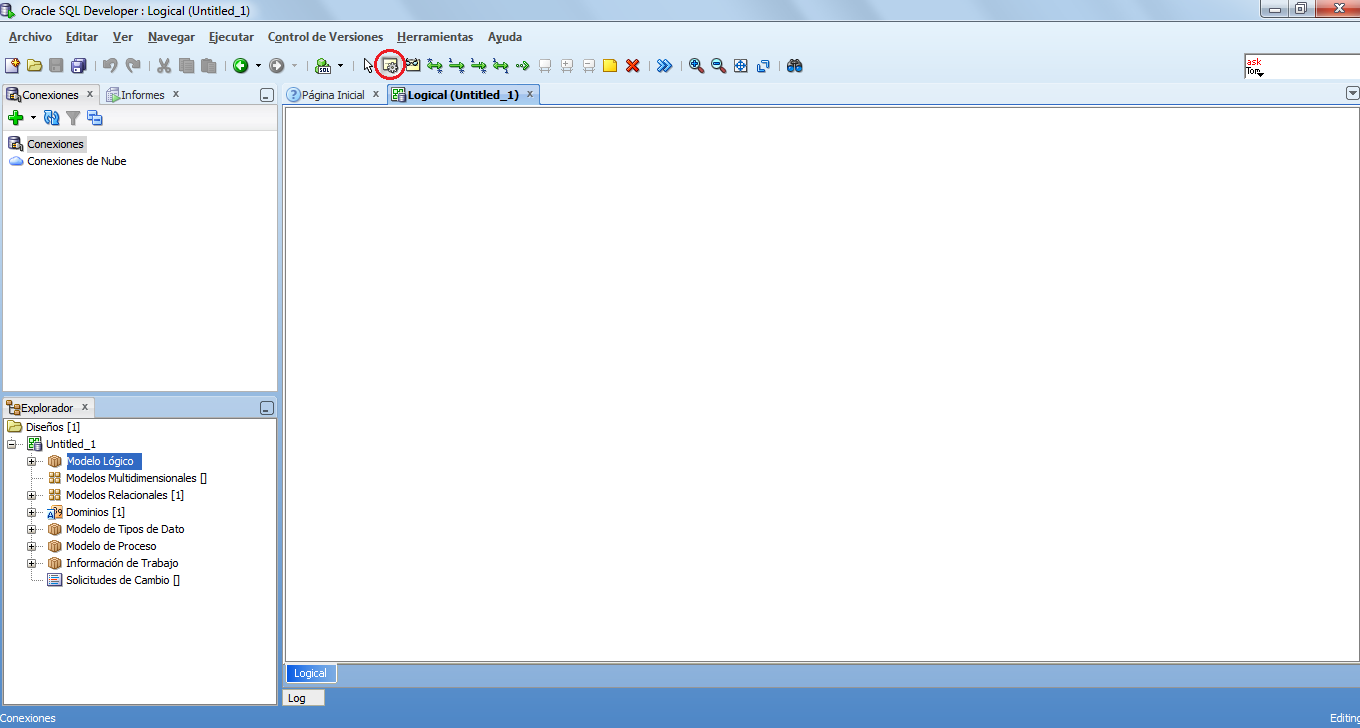 Oracle SQL Developer : Logical (Untitled_1)
Archivo Editar Ver Navegar Ejecutar Control de Versiones Herramientas Ayuda
SQL
ask
Tom
Conexiones x Informes x
Página Inicial x Logical (Untitled_1) x
Conexiones
Conexiones de Nube
Explorador x
Diseños [1]
Untitled_1
Modelo Lógico
Modelos Multidimensionales []
Modelos Relacionales [1]
Dominios [1]
Modelo de Tipos de Dato
Modelo de Proceso
Información de Trabajo
Solicitudes de Cambio []
Logical
Log
Conexiones Editing